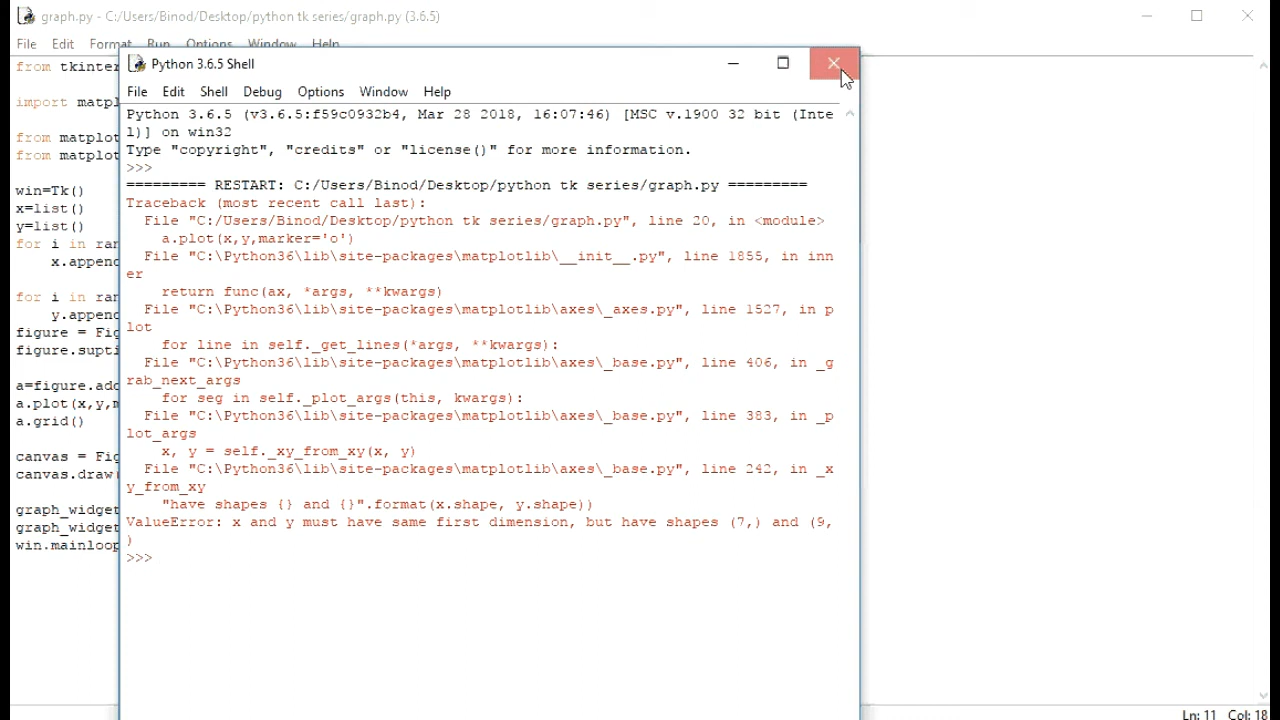 graph.py - C:/Users/Binod/Desktop/python tk series/graph.py (3.6.5)
File Edit Format Run Options Window Help
from tkinter
import matpl
from matplot
from matplot
win=Tk()
x=list()
y=list()
for i in ran
x.append
for i in ran
y.append
figure = Fig
figure.supti
a=figure.add
a.plot(x,y,m
a.grid()
canvas = Fig
canvas.draw(
graph_widget
graph_widget
win.mainloop
Python 3.6.5 Shell
File Edit Shell Debug Options Window Help
Python 3.6.5 (v3.6.5:f59c0932b4, Mar 28 2018, 16:07:46) [MSC v.1900 32 bit (Inte
l)] on win32
Type "copyright", "credits" or "license()" for more information.
>>>
========= RESTART: C:/Users/Binod/Desktop/python tk series/graph.py =========
Traceback (most recent call last):
File "C:/Users/Binod/Desktop/python tk series/graph.py", line 20, in <module>
a.plot(x,y,marker='o')
File "C:\Python36\lib\site-packages\matplotlib\__init__.py", line 1855, in inn
er
return func(ax, *args, **kwargs)
File "C:\Python36\lib\site-packages\matplotlib\axes\_axes.py", line 1527, in p
lot
for line in self._get_lines(*args, **kwargs):
File "C:\Python36\lib\site-packages\matplotlib\axes\_base.py", line 406, in _g
rab_next_args
for seg in self._plot_args(this, kwargs):
File "C:\Python36\lib\site-packages\matplotlib\axes\_base.py", line 383, in _p
lot_args
x, y = self._xy_from_xy(x, y)
File "C:\Python36\lib\site-packages\matplotlib\axes\_base.py", line 242, in _x
y_from_xy
"have shapes {} and {}".format(x.shape, y.shape))
ValueError: x and y must have same first dimension, but have shapes (7,) and (9,
)
>>>
Ln: 11 Col: 18